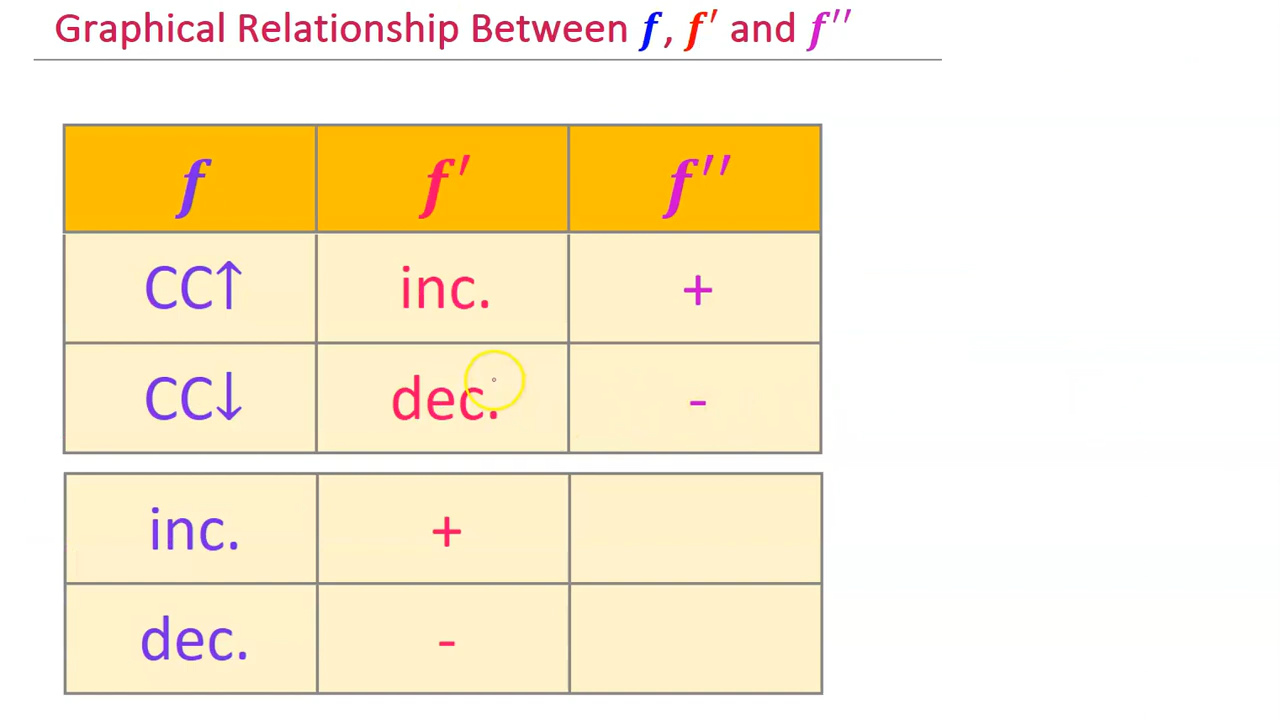 Graphical Relationship Between f, f′ and f′′
f f′ f′′
CC↑ inc. +
CC↓ dec. -
inc. +
dec. -